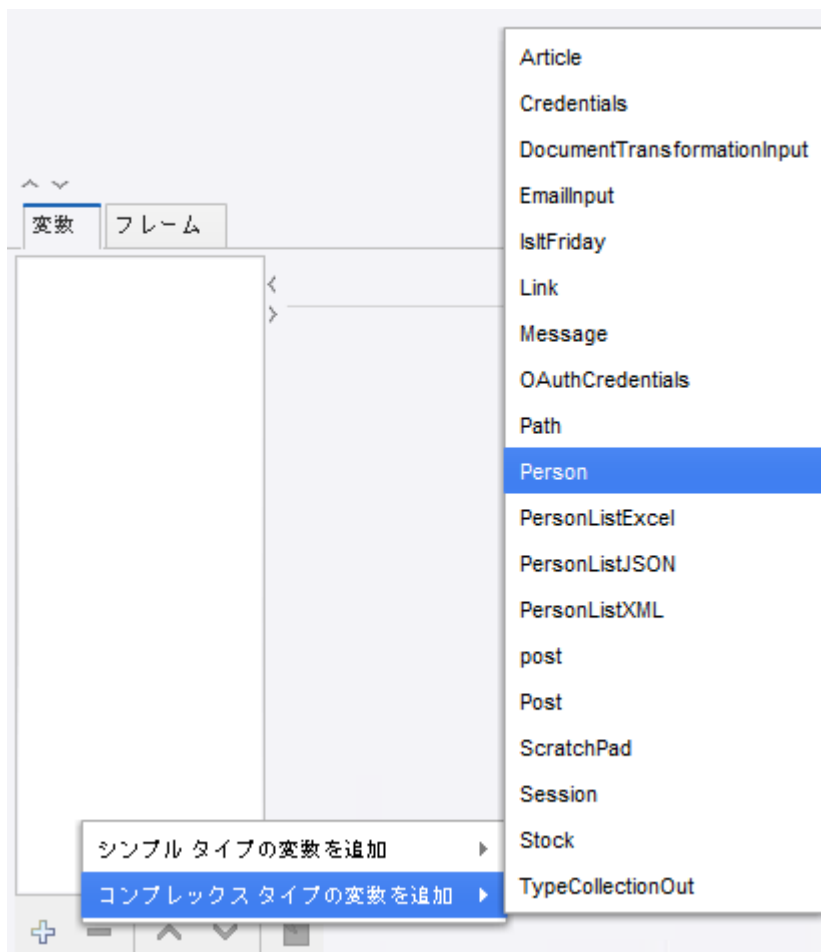 Article
Credentials
DocumentTransformationInput
EmailInput
IsItFriday
Link
Message
OAuthCredentials
Path
Person
PersonListExcel
PersonListJSON
PersonListXML
post
Post
ScratchPad
Session
Stock
TypeCollectionOut
変数
フレーム
シンプル タイプの変数を追加
コンプレックス タイプの変数を追加